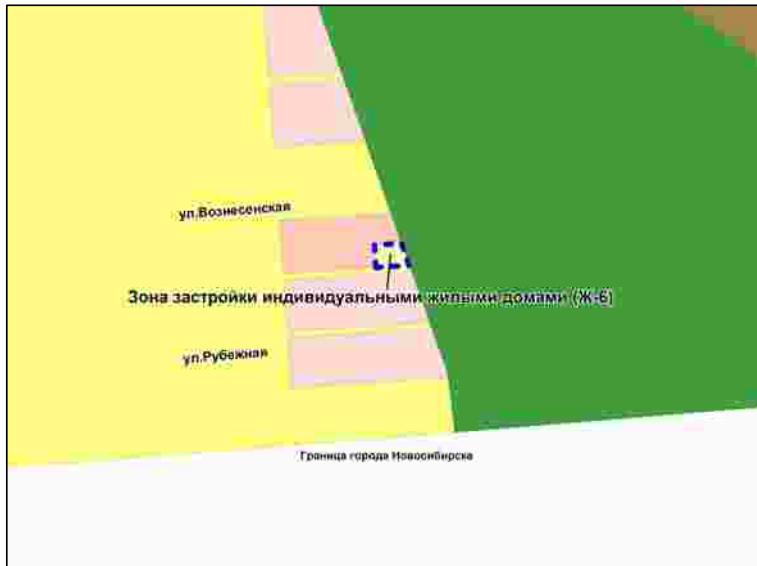 ул.Вознесенская
Зона застройки индивидуальными жилыми домами (Ж-6)
ул.Рубежная
Граница города Новосибирска